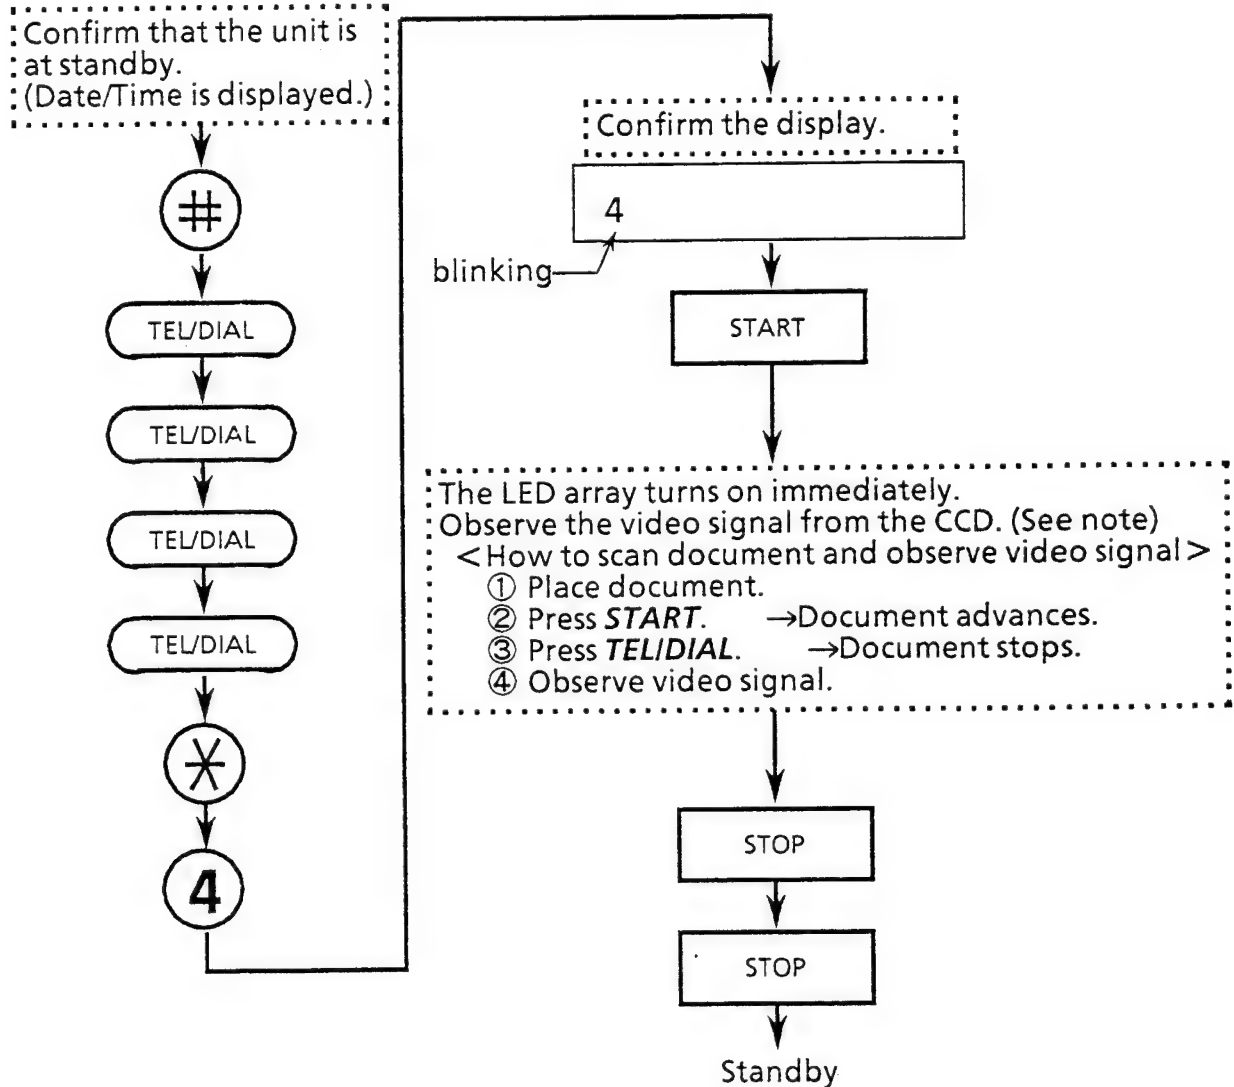 Confirm that the unit is
at standby.
(Date/Time is displayed.)
#
TEL/DIAL
TEL/DIAL
TEL/DIAL
TEL/DIAL
*
4
Confirm the display.
4
blinking
START
The LED array turns on immediately.
Observe the video signal from the CCD. (See note)
<How to scan document and observe video signal>
① Place document.
② Press START. →Document advances.
③ Press TEL/DIAL. →Document stops.
④ Observe video signal.
STOP
STOP
Standby